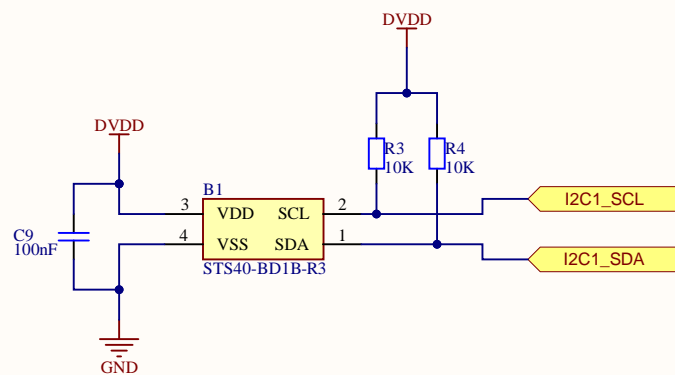 DVDD
DVDD
R3
10K
R4
10K
B1
3
VDD
SCL
2
I2C1_SCL
C9
100nF
4
VSS
SDA
1
I2C1_SDA
STS40-BD1B-R3
GND